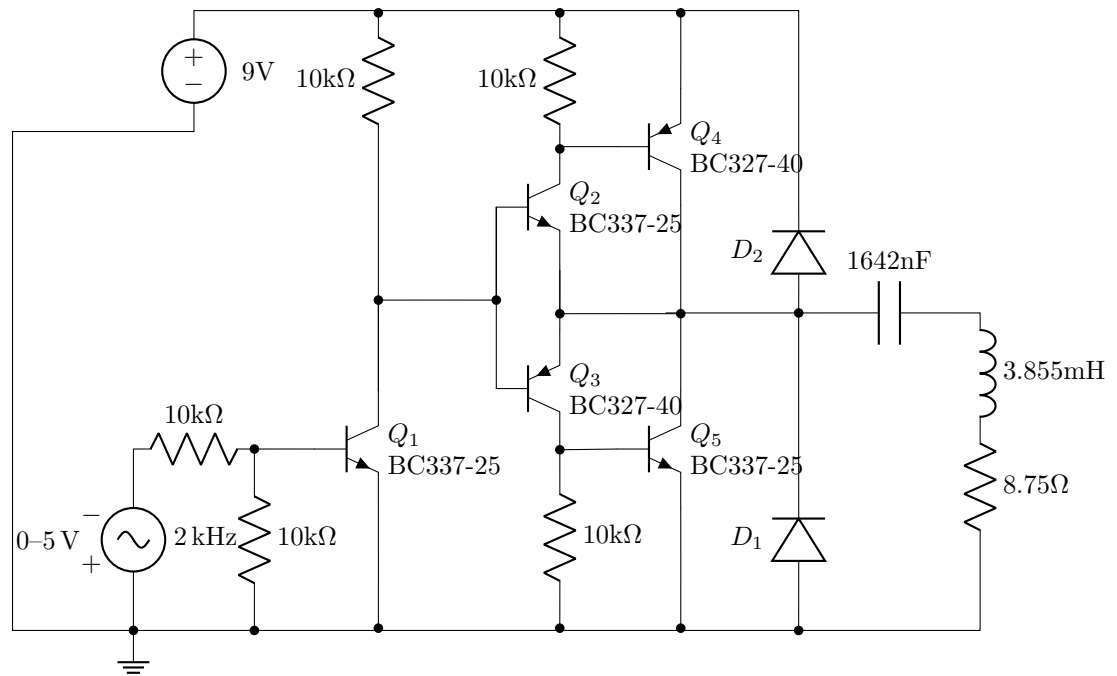 +
−
9V
10kΩ
10kΩ
Q4
BC327-40
Q2
BC337-25
D2
1642nF
Q3
BC327-40
3.855mH
10kΩ
Q1
BC337-25
Q5
BC337-25
8.75Ω
−
0–5 V
+
2 kHz
10kΩ
10kΩ
D1